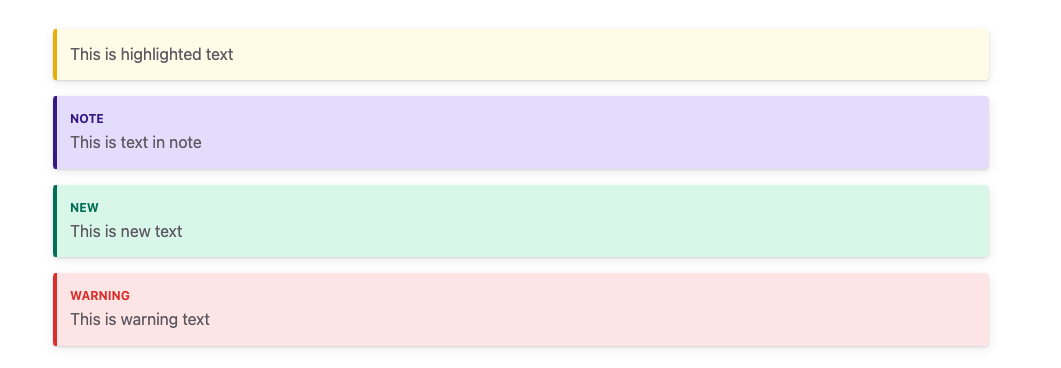 This is highlighted text
NOTE
This is text in note
NEW
This is new text
WARNING
This is warning text